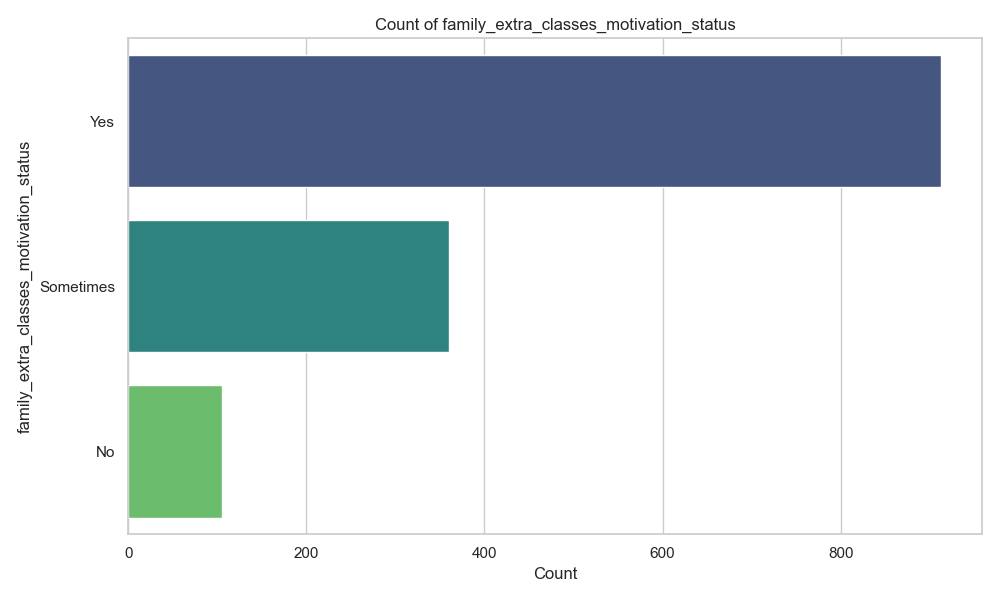 Count of family_extra_classes_motivation_status
family_extra_classes_motivation_status
Yes
Sometimes
No
0 200 400 600 800
Count